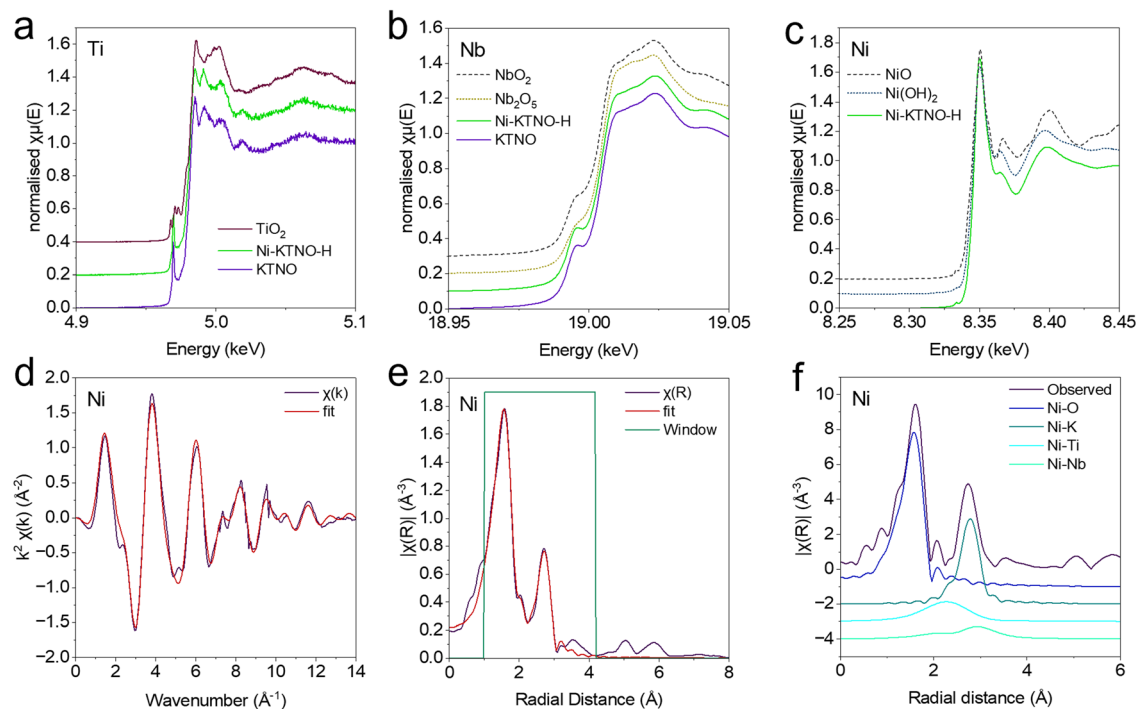 a
Ti
1.6
1.4
1.2
1.0
0.8
0.6
0.4
0.2
0.0
normalised χμ(E)
TiO₂
Ni-KTNO-H
KTNO
4.9
5.0
5.1
Energy (keV)
b
Nb
1.6
1.4
1.2
1.0
0.8
0.6
0.4
0.2
0.0
normalised χμ(E)
NbO₂
Nb₂O₅
Ni-KTNO-H
KTNO
18.95
19.00
19.05
Energy (keV)
c
Ni
1.8
1.6
1.4
1.2
1.0
0.8
0.6
0.4
0.2
0.0
normalised χμ(E)
NiO
Ni(OH)₂
Ni-KTNO-H
8.25
8.30
8.35
8.40
8.45
Energy (keV)
d
Ni
2.0
1.5
1.0
0.5
0.0
−0.5
−1.0
−1.5
−2.0
k² χ(k) (Å⁻²)
χ(k)
fit
0
2
4
6
8
10
12
14
Wavenumber (Å⁻¹)
e
Ni
2.0
1.8
1.6
1.4
1.2
1.0
0.8
0.6
0.4
0.2
0.0
|χ(R)| (Å⁻³)
χ(R)
fit
Window
0
2
4
6
8
Radial Distance (Å)
f
Ni
10
8
6
4
2
0
−2
−4
|χ(R)| (Å⁻³)
Observed
Ni-O
Ni-K
Ni-Ti
Ni-Nb
0
2
4
6
Radial distance (Å)